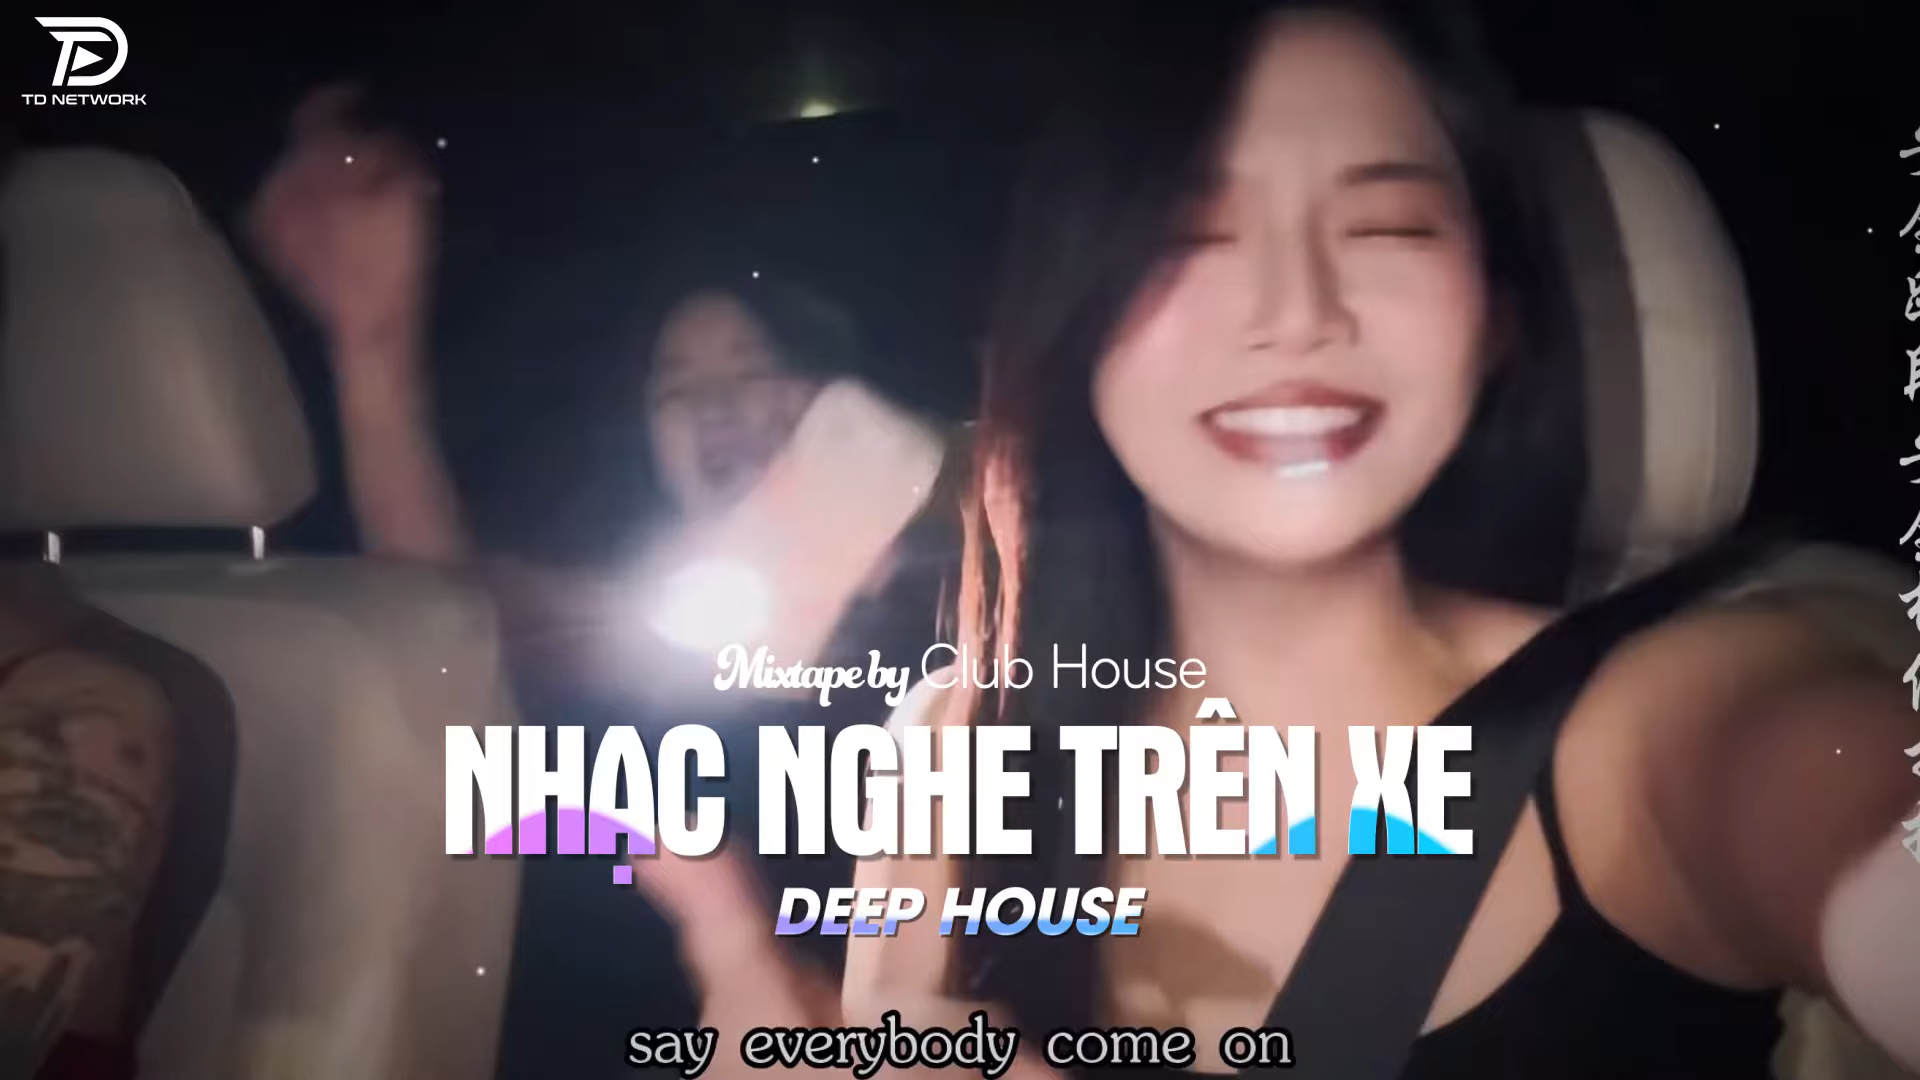 TD NETWORK
Mixtape by Club House
NHẠC NGHE TRÊN XE
DEEP HOUSE
say everybody come on